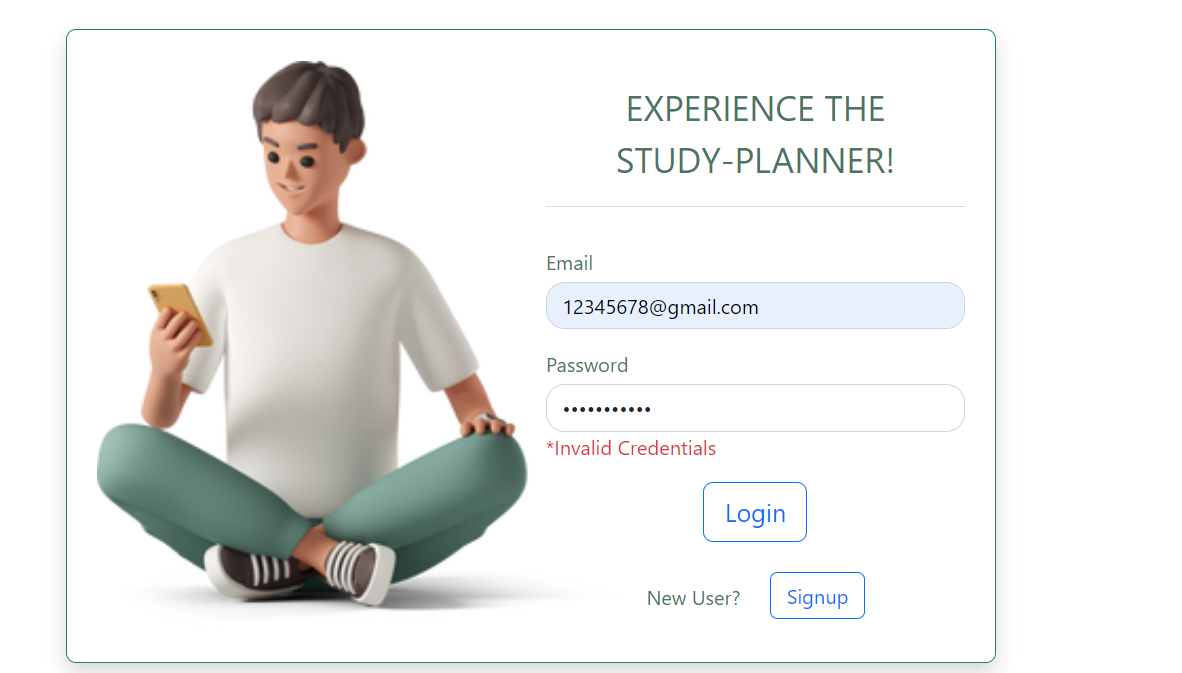 EXPERIENCE THE
STUDY-PLANNER!
Email
12345678@gmail.com
Password
•••••••••••
*Invalid Credentials
Login
New User? Signup